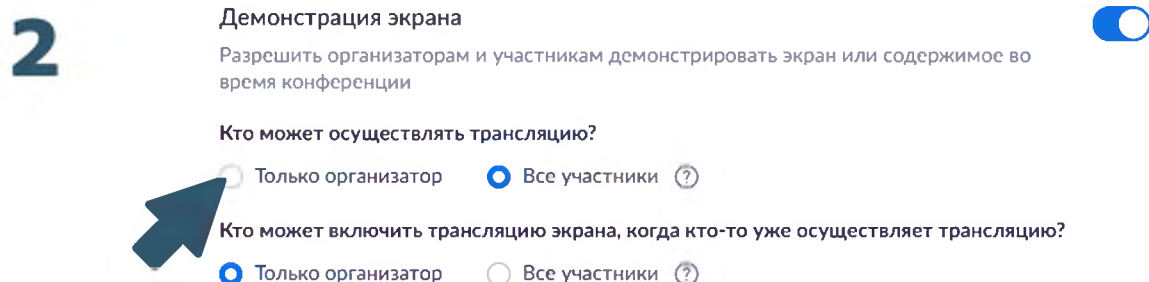 2
Демонстрация экрана
Разрешить организаторам и участникам демонстрировать экран или содержимое во
время конференции
Кто может осуществлять трансляцию?
Только организатор Все участники ?
Кто может включить трансляцию экрана, когда кто-то уже осуществляет трансляцию?
Только организатор Все участники ?